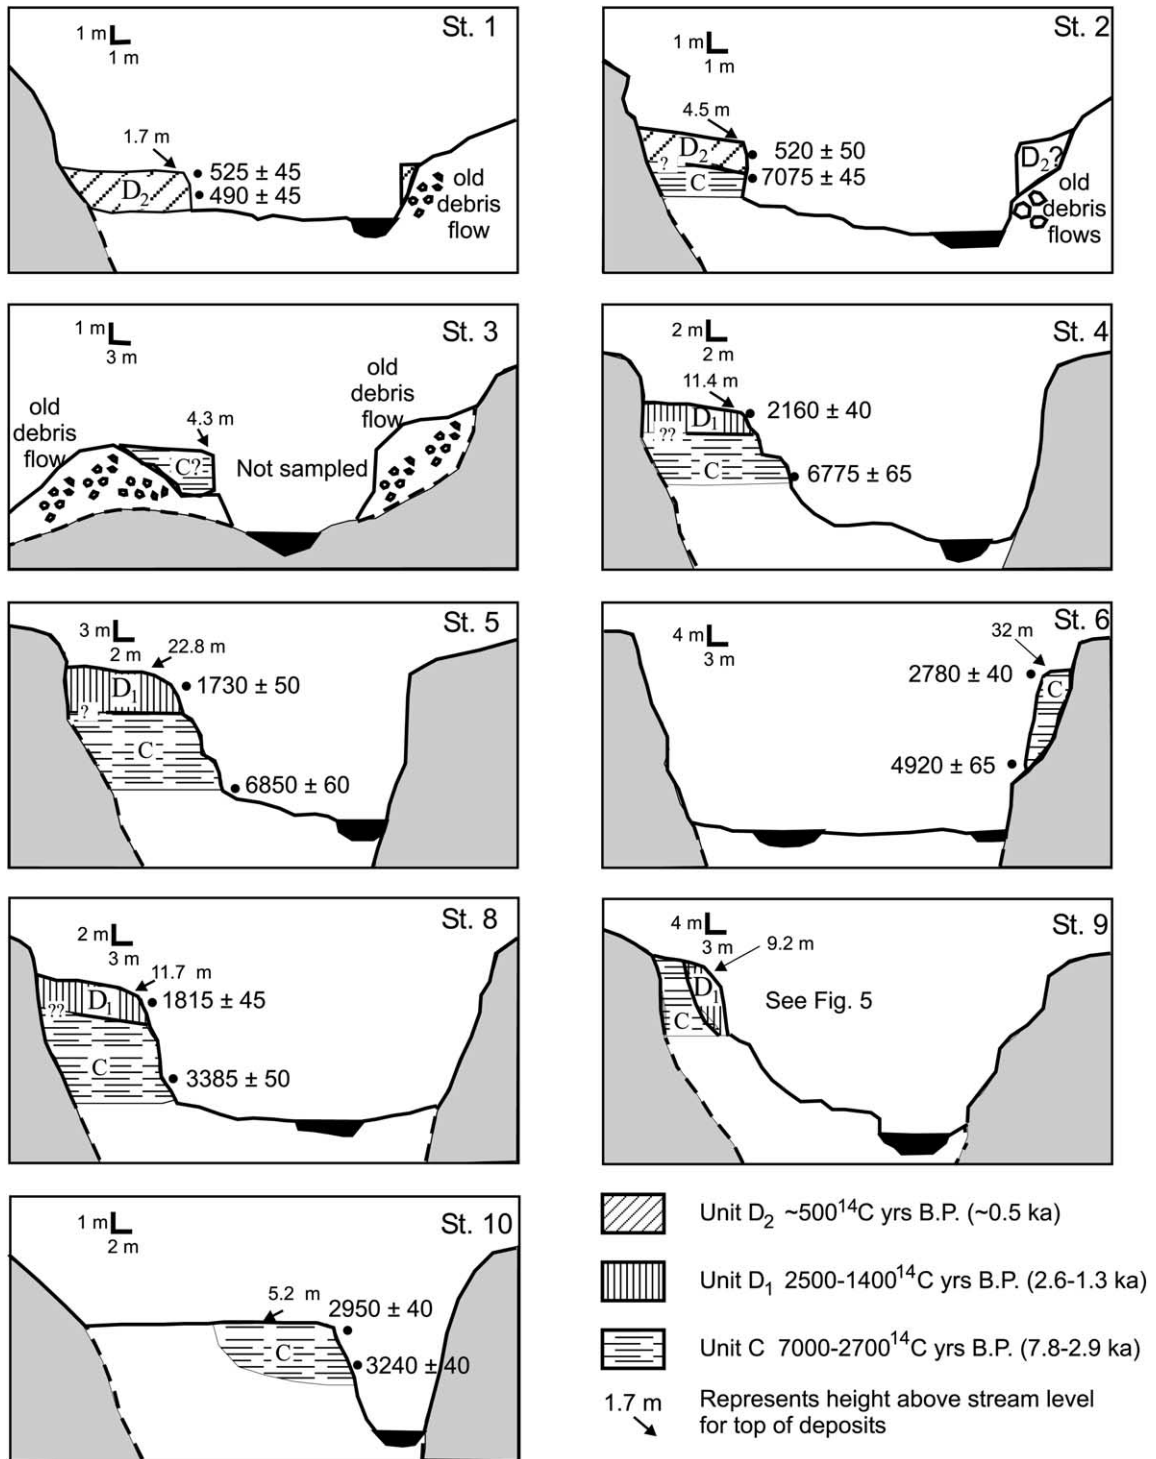 St. 1
1 m
1 m
1.7 m
525 ± 45
490 ± 45
D₂
old
debris
flow
St. 2
1 m
1 m
4.5 m
D₂
520 ± 50
?
7075 ± 45
C
D₂?
old
debris
flows
St. 3
1 m
3 m
old
debris
flow
old
debris
flow
4.3 m
C?
Not sampled
St. 4
2 m
2 m
11.4 m
D₁
2160 ± 40
??
C
6775 ± 65
St. 5
3 m
2 m
22.8 m
D₁
1730 ± 50
?
C
6850 ± 60
St. 6
4 m
3 m
32 m
2780 ± 40
C
4920 ± 65
St. 8
2 m
3 m
11.7 m
D₁
1815 ± 45
??
C
3385 ± 50
St. 9
4 m
3 m
9.2 m
D₁
See Fig. 5
C
St. 10
1 m
2 m
5.2 m
2950 ± 40
C
3240 ± 40
Unit D₂ ~500¹⁴C yrs B.P. (~0.5 ka)
Unit D₁ 2500-1400¹⁴C yrs B.P. (2.6-1.3 ka)
Unit C 7000-2700¹⁴C yrs B.P. (7.8-2.9 ka)
1.7 m
Represents height above stream level
for top of deposits